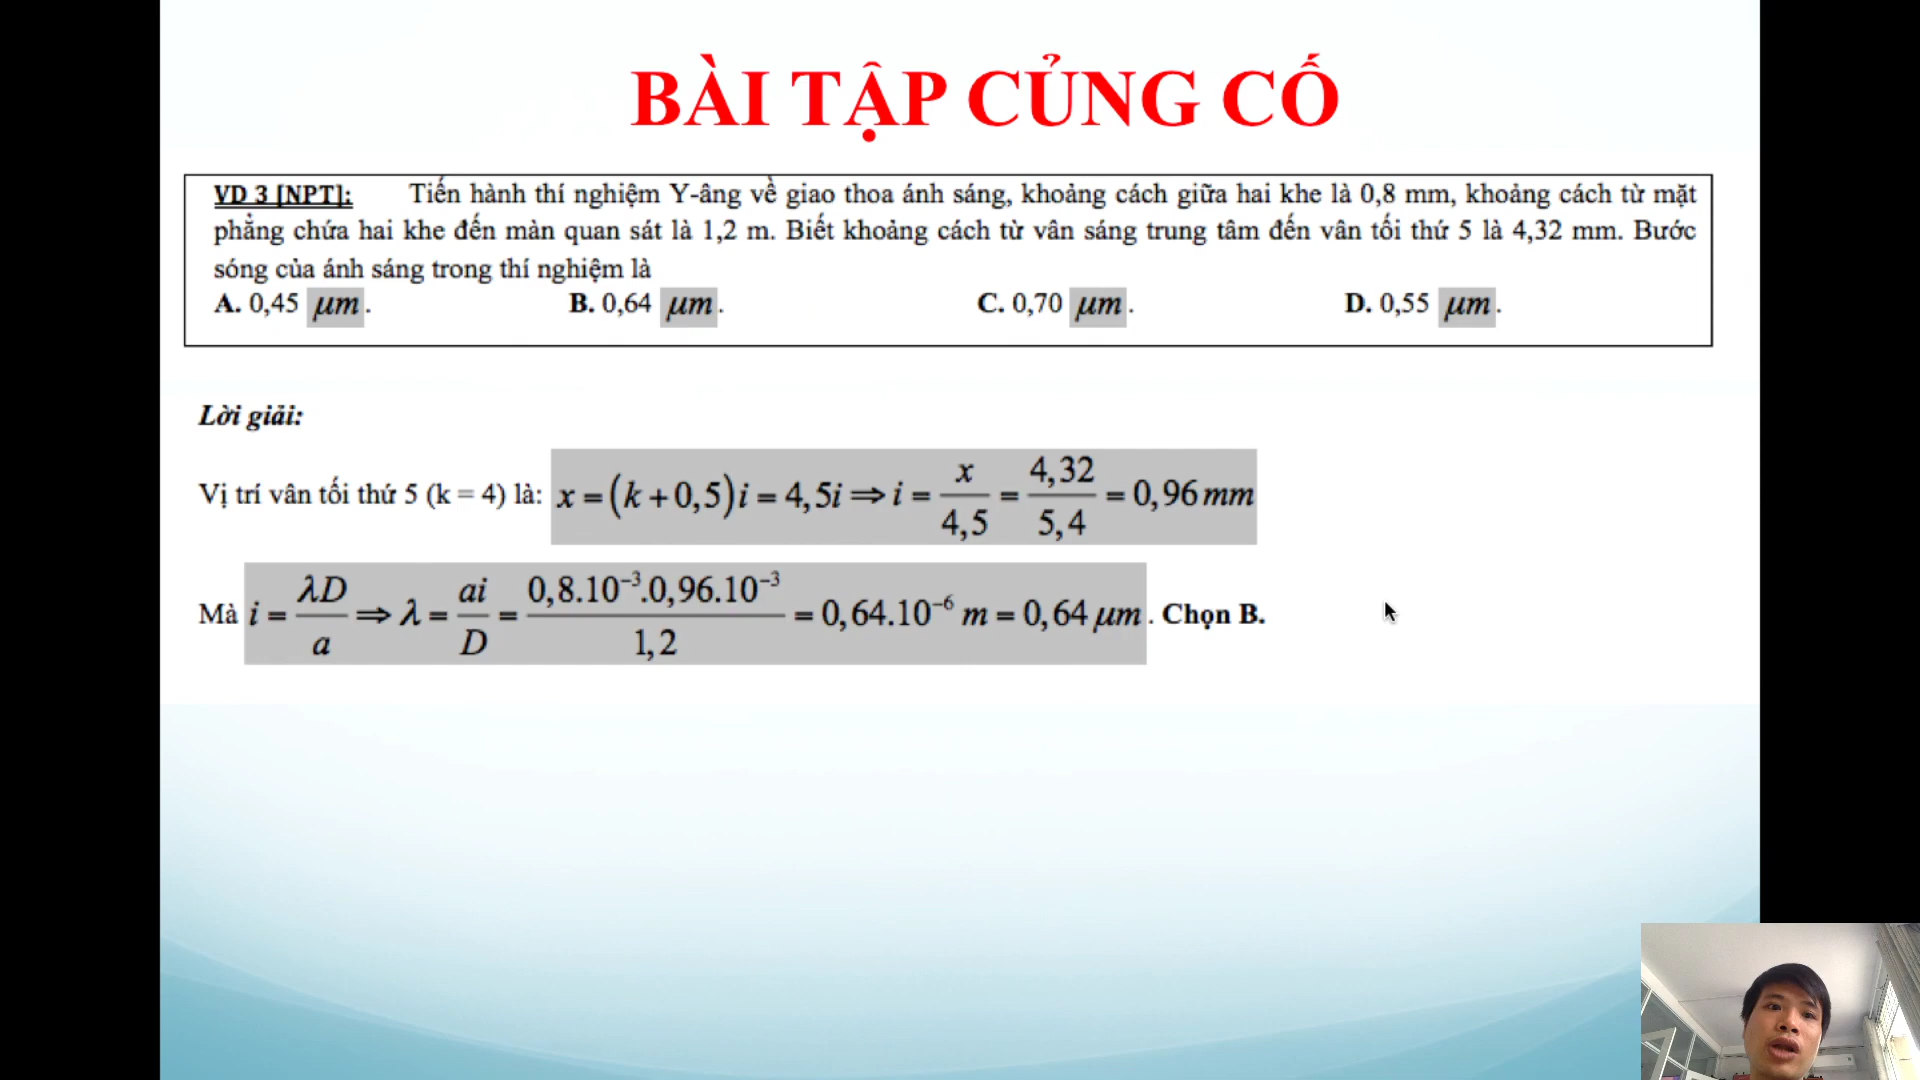 BÀI TẬP CỦNG CỐ
VD 3 [NPT]: Tiến hành thí nghiệm Y-âng về giao thoa ánh sáng, khoảng cách giữa hai khe là 0,8 mm, khoảng cách từ mặt
phẳng chứa hai khe đến màn quan sát là 1,2 m. Biết khoảng cách từ vân sáng trung tâm đến vân tối thứ 5 là 4,32 mm. Bước
sóng của ánh sáng trong thí nghiệm là
A. 0,45 μm. B. 0,64 μm. C. 0,70 μm. D. 0,55 μm.
Lời giải:
Vị trí vân tối thứ 5 (k = 4) là: x = (k + 0,5)i = 4,5i ⇒ i = x/4,5 = 4,32/5,4 = 0,96 mm
Mà i = λD/a ⇒ λ = ai/D = 0,8.10⁻³.0,96.10⁻³/1,2 = 0,64.10⁻⁶ m = 0,64 μm . Chọn B.